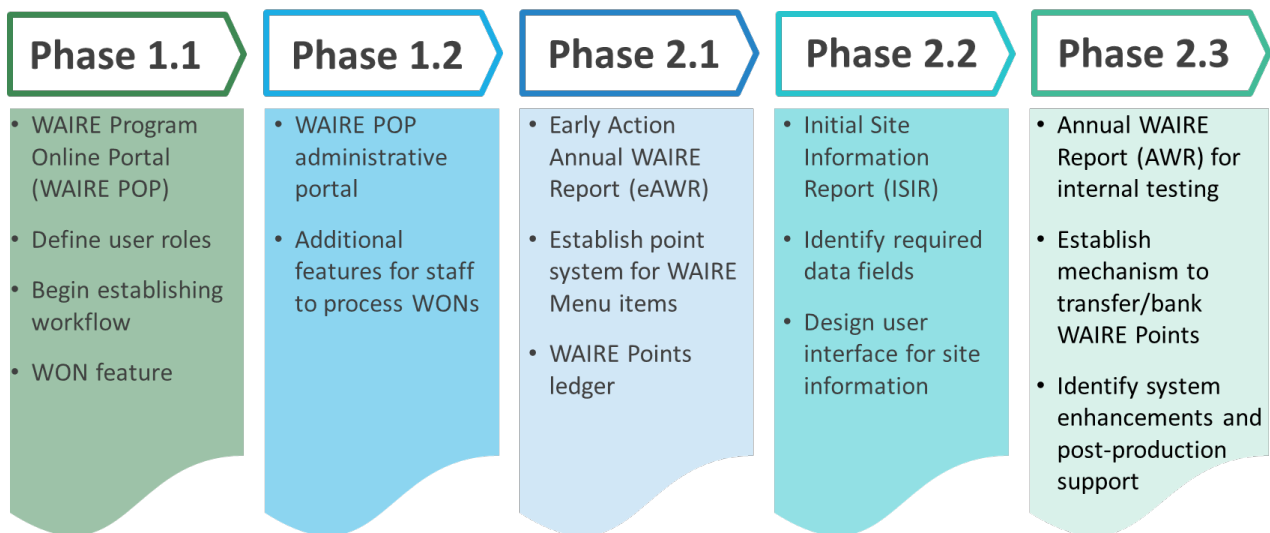 Phase 1.1
• WAIRE Program
Online Portal
(WAIRE POP)
• Define user roles
• Begin establishing
workflow
• WON feature
Phase 1.2
• WAIRE POP
administrative
portal
• Additional
features for staff
to process WONs
Phase 2.1
• Early Action
Annual WAIRE
Report (eAWR)
• Establish point
system for WAIRE
Menu items
• WAIRE Points
ledger
Phase 2.2
• Initial Site
Information
Report (ISIR)
• Identify required
data fields
• Design user
interface for site
information
Phase 2.3
• Annual WAIRE
Report (AWR) for
internal testing
• Establish
mechanism to
transfer/bank
WAIRE Points
• Identify system
enhancements and
post-production
support